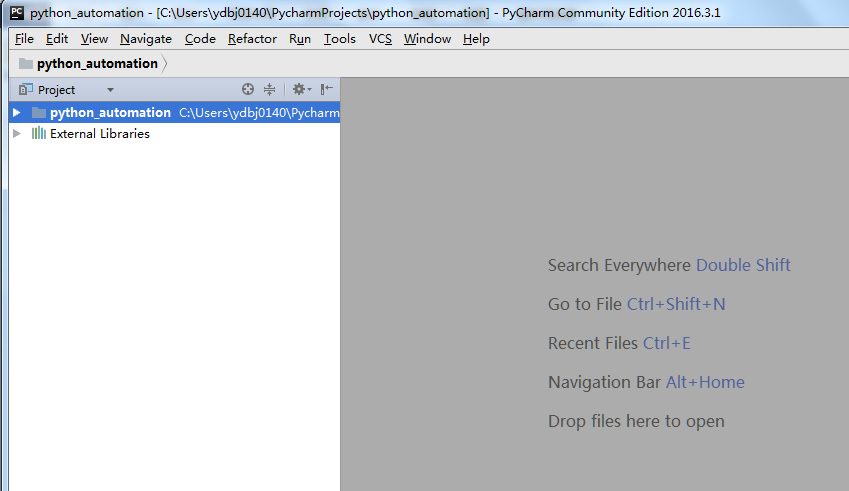 PC python_automation - [C:\Users\ydbj0140\PycharmProjects\python_automation] - PyCharm Community Edition 2016.3.1
File Edit View Navigate Code Refactor Run Tools VCS Window Help
python_automation
Project
python_automation C:\Users\ydbj0140\Pycharm
External Libraries
Search Everywhere Double Shift
Go to File Ctrl+Shift+N
Recent Files Ctrl+E
Navigation Bar Alt+Home
Drop files here to open